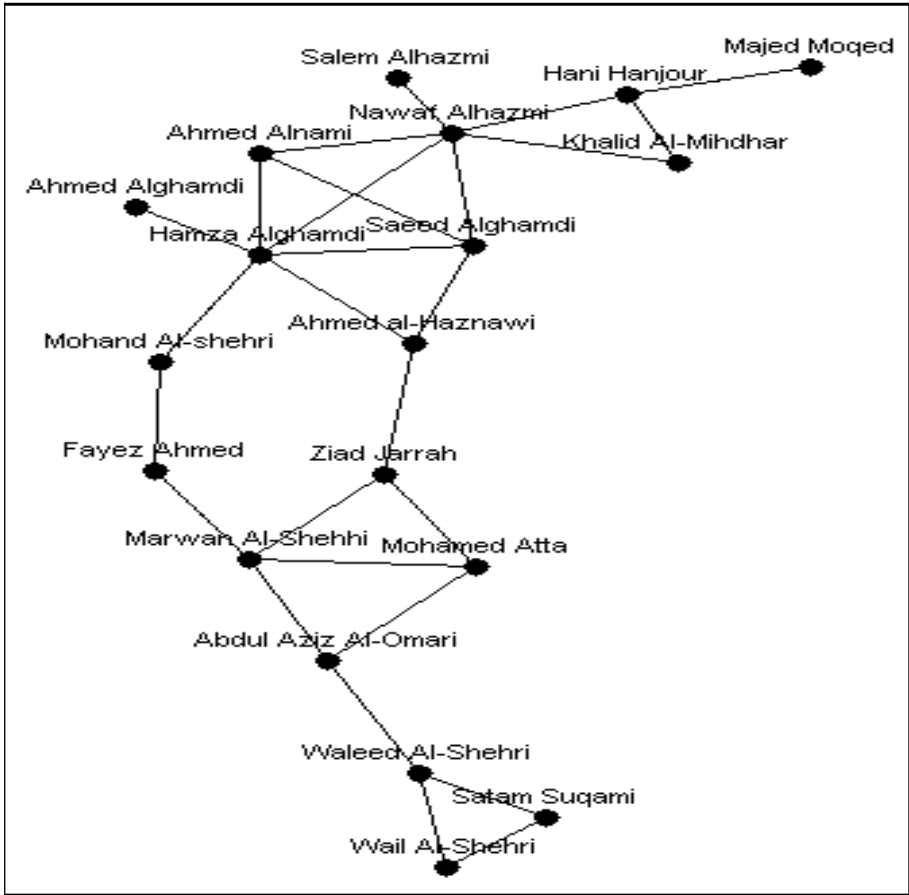 Majed Moqed
Salem Alhazmi
Hani Hanjour
Nawaf Alhazmi
Ahmed Alnami
Khalid Al-Mihdhar
Ahmed Alghamdi
Saeed Alghamdi
Hamza Alghamdi
Ahmed al-Haznawi
Mohand Al-shehri
Fayez Ahmed
Ziad Jarrah
Marwan Al-Shehhi
Mohamed Atta
Abdul Aziz Al-Omari
Waleed Al-Shehri
Satam Suqami
Wail Al-Shehri